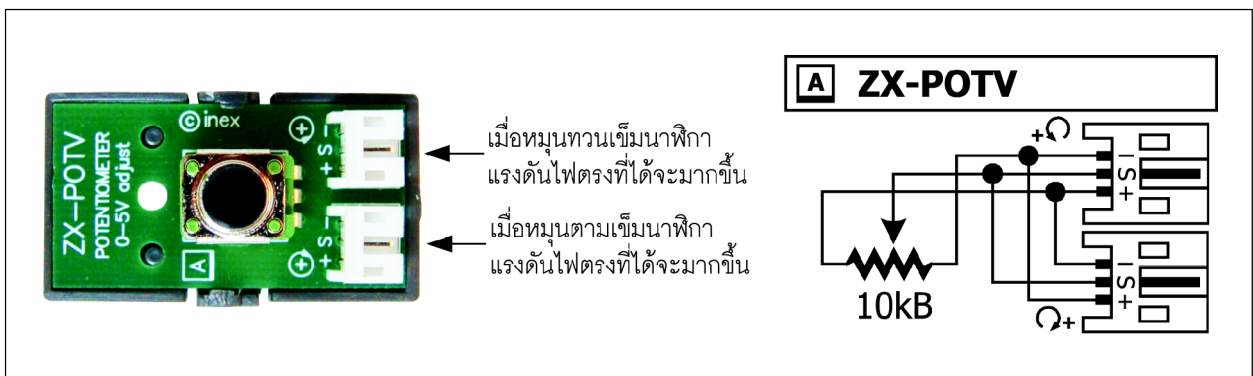 ZX-POTV
POTENTIOMETER
0-5V adjust
© inex
+ S -
+ S -
A
เมื่อหมุนทวนเข็มนาฬิกา
แรงดันไฟตรงที่ได้จะมากขึ้น
เมื่อหมุนตามเข็มนาฬิกา
แรงดันไฟตรงที่ได้จะมากขึ้น
A ZX-POTV
+
-
S
+
10kB
-
S
+
+